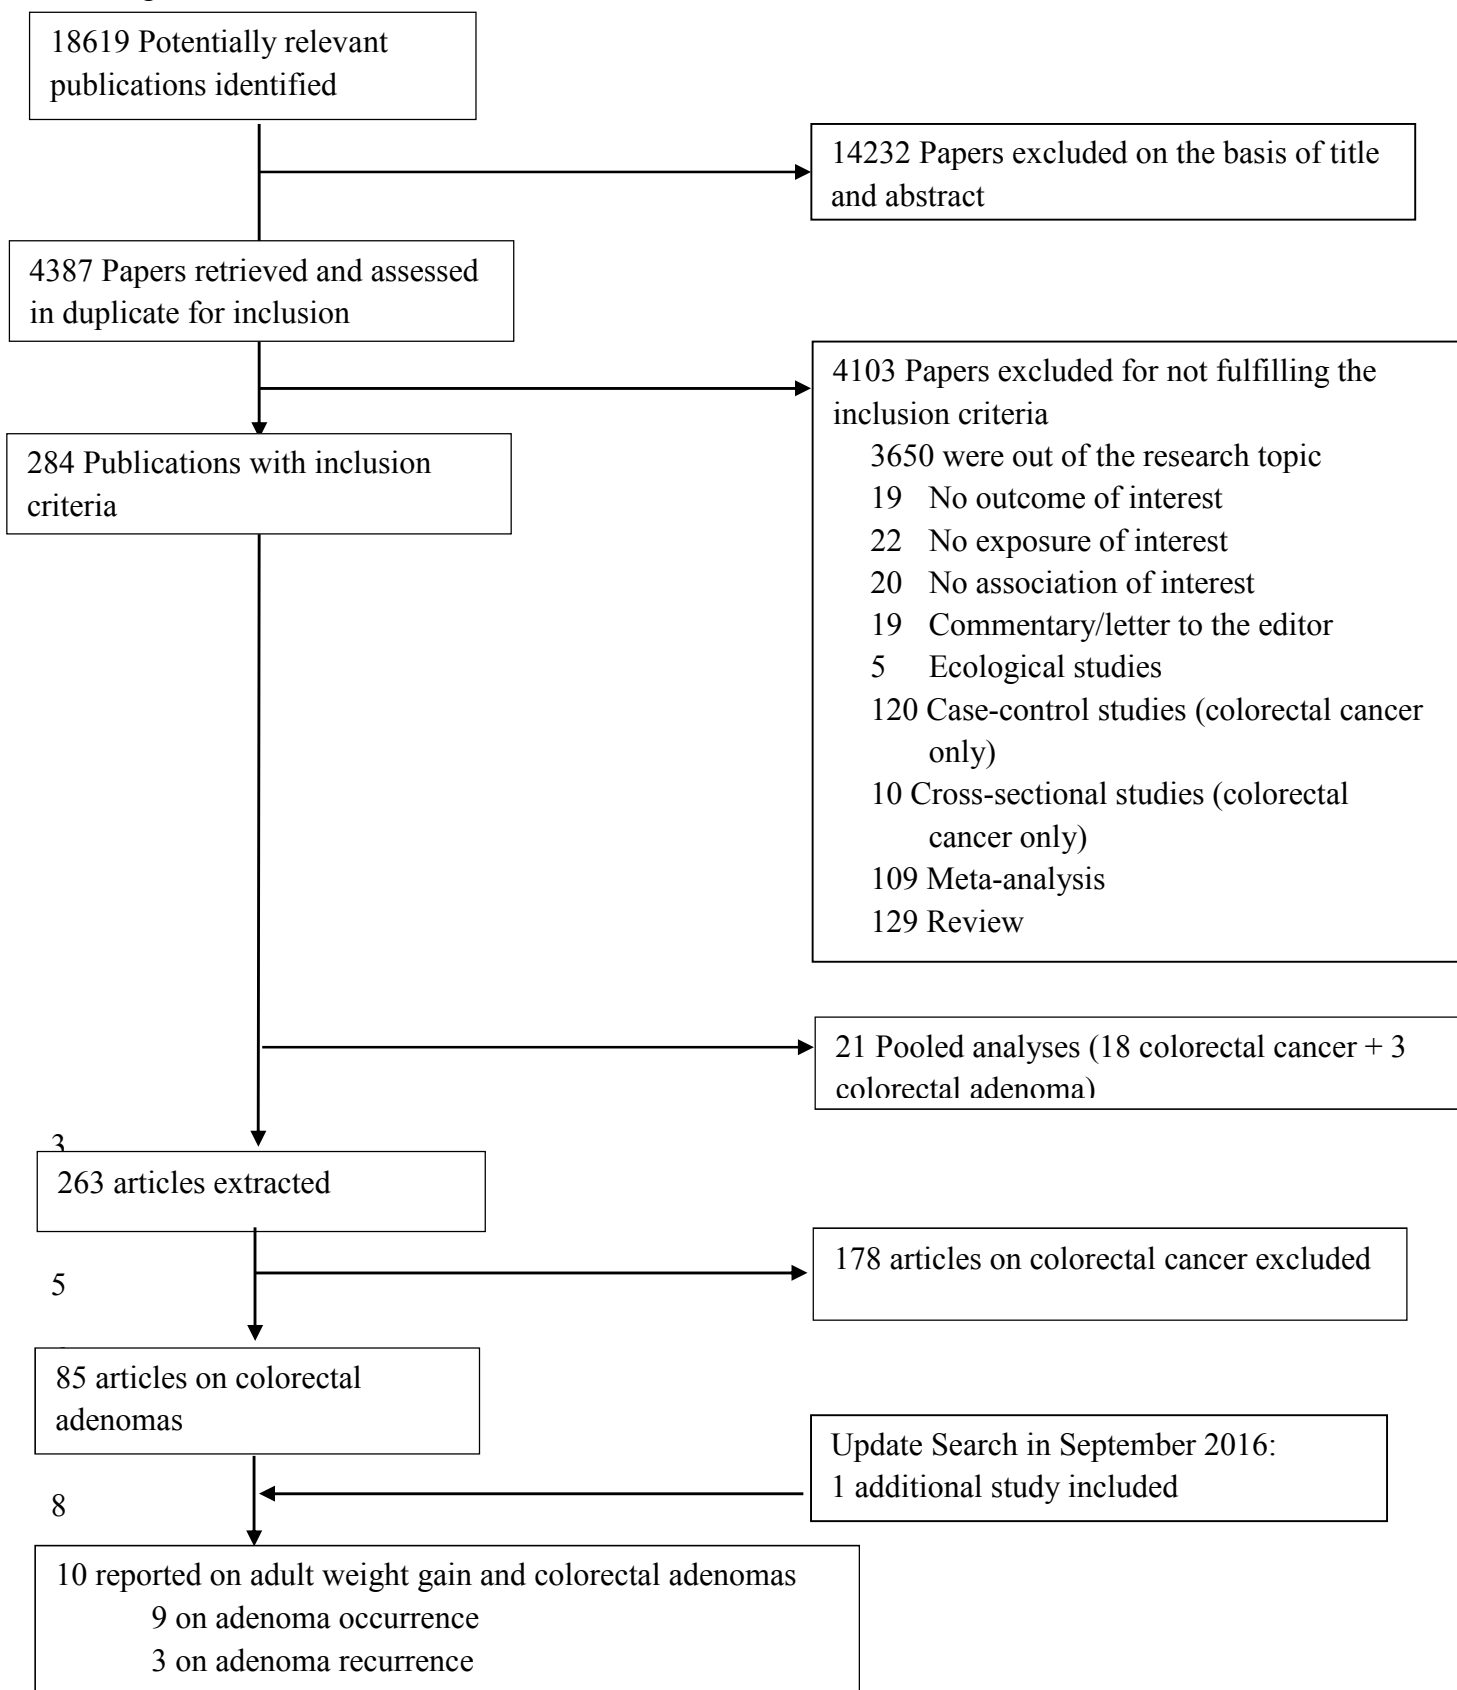 18619 Potentially relevant
publications identified
14232 Papers excluded on the basis of title
and abstract
4387 Papers retrieved and assessed
in duplicate for inclusion
4103 Papers excluded for not fulfilling the
inclusion criteria
3650 were out of the research topic
19 No outcome of interest
22 No exposure of interest
20 No association of interest
19 Commentary/letter to the editor
5 Ecological studies
120 Case-control studies (colorectal cancer
only)
10 Cross-sectional studies (colorectal
cancer only)
109 Meta-analysis
129 Review
284 Publications with inclusion
criteria
21 Pooled analyses (18 colorectal cancer + 3
colorectal adenoma)
3
263 articles extracted
178 articles on colorectal cancer excluded
5
85 articles on colorectal
adenomas
Update Search in September 2016:
1 additional study included
8
10 reported on adult weight gain and colorectal adenomas
9 on adenoma occurrence
3 on adenoma recurrence